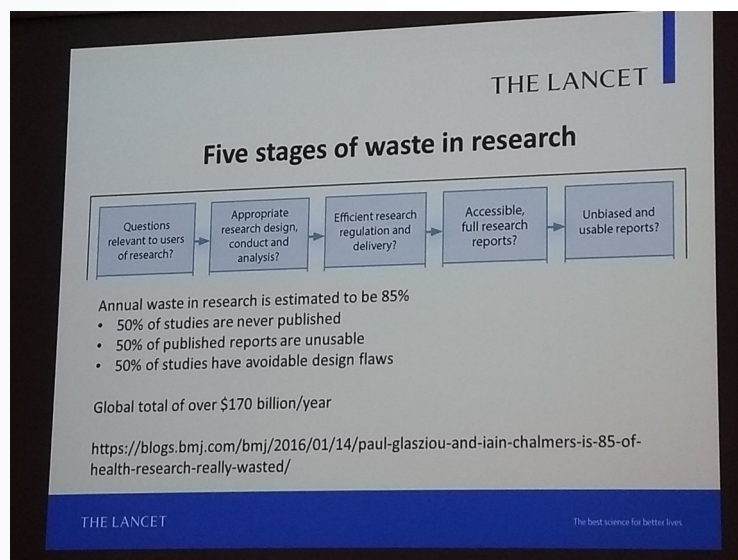 THE LANCET
Five stages of waste in research
Questions
relevant to users
of research?
Appropriate
research design,
conduct and
analysis?
Efficient research
regulation and
delivery?
Accessible,
full research
reports?
Unbiased and
usable reports?
Annual waste in research is estimated to be 85%
• 50% of studies are never published
• 50% of published reports are unusable
• 50% of studies have avoidable design flaws
Global total of over $170 billion/year
https://blogs.bmj.com/bmj/2016/01/14/paul-glasziou-and-iain-chalmers-is-85-of-
health-research-really-wasted/
THE LANCET
The best science for better lives